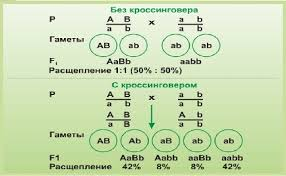 Без кроссинговера
P A B x a b
a b a b
Гаметы AB ab ab ab
F₁ AaBb aabb
Расщепление 1:1 (50% : 50%)
С кроссинговером
P A B x a b
a b a b
Гаметы AB Ab aB ab ab
F1 AaBb Aabb aaBb aabb
Расщепление 42% 8% 8% 42%